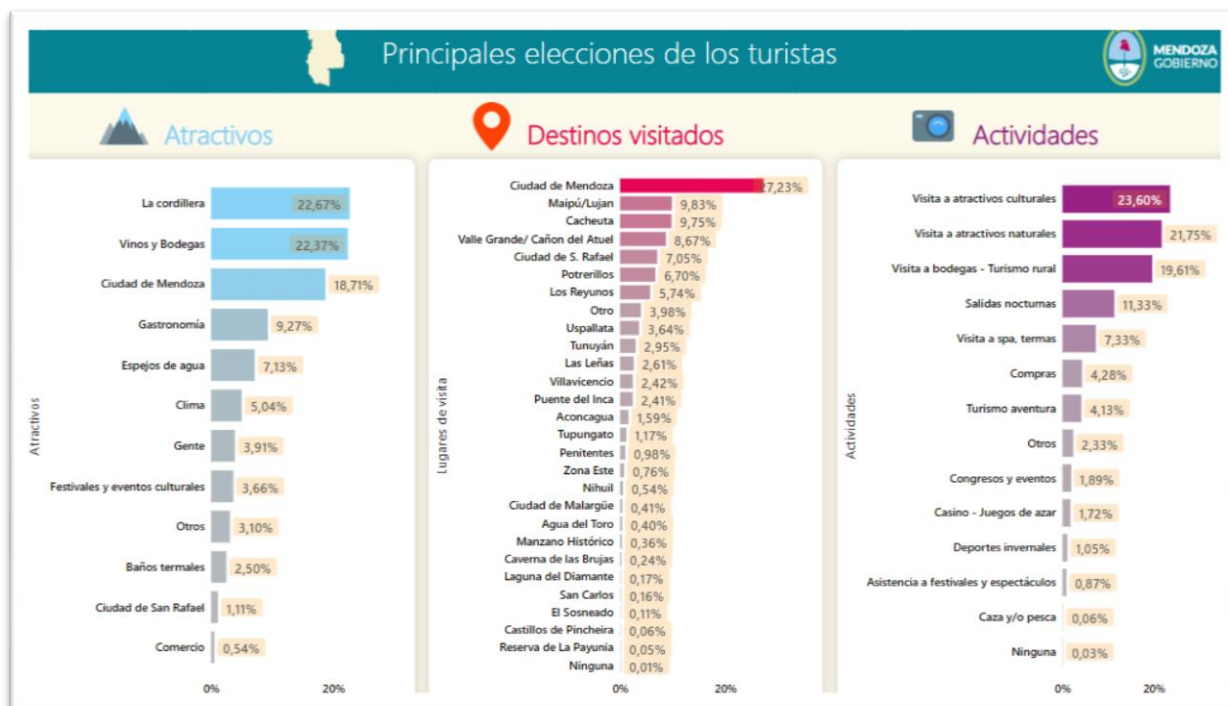 Principales elecciones de los turistas
MENDOZA
GOBIERNO
Atractivos
Atractivos
La cordillera 22,67%
Vinos y Bodegas 22,37%
Ciudad de Mendoza 18,71%
Gastronomía 9,27%
Espejos de agua 7,13%
Clima 5,04%
Gente 3,91%
Festivales y eventos culturales 3,66%
Otros 3,10%
Baños termales 2,50%
Ciudad de San Rafael 1,11%
Comercio 0,54%
0% 20%
Destinos visitados
Lugares de visita
Ciudad de Mendoza 27,23%
Maipú/Lujan 9,83%
Cacheuta 9,75%
Valle Grande/ Cañon del Atuel 8,67%
Ciudad de S. Rafael 7,05%
Potrerillos 6,70%
Los Reyunos 5,74%
Otro 3,98%
Uspallata 3,64%
Tunuyán 2,95%
Las Leñas 2,61%
Villavicencio 2,42%
Puente del Inca 2,41%
Aconcagua 1,59%
Tupungato 1,17%
Penitentes 0,98%
Zona Este 0,76%
Nihuil 0,54%
Ciudad de Malargüe 0,41%
Agua del Toro 0,40%
Manzano Histórico 0,36%
Caverna de las Brujas 0,24%
Laguna del Diamante 0,17%
San Carlos 0,16%
El Sosneado 0,11%
Castillos de Pincheira 0,06%
Reserva de La Payunia 0,05%
Ninguna 0,01%
0% 20%
Actividades
Actividades
Visita a atractivos culturales 23,60%
Visita a atractivos naturales 21,75%
Visita a bodegas - Turismo rural 19,61%
Salidas nocturnas 11,33%
Visita a spa, termas 7,33%
Compras 4,28%
Turismo aventura 4,13%
Otros 2,33%
Congresos y eventos 1,89%
Casino - Juegos de azar 1,72%
Deportes invernales 1,05%
Asistencia a festivales y espectáculos 0,87%
Caza y/o pesca 0,06%
Ninguna 0,03%
0% 20%